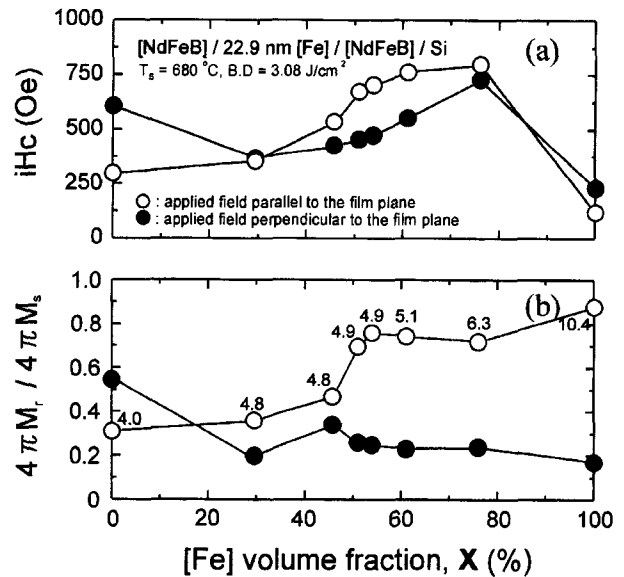 1000
750
500
250
0
iHc (Oe)
[NdFeB] / 22.9 nm [Fe] / [NdFeB] / Si
(a)
Ts = 680 °C, B.D = 3.08 J/cm²
: applied field parallel to the film plane
: applied field perpendicular to the film plane
1.0
0.8
0.6
0.4
0.2
0
4πMr / 4πMs
(b)
4.0
4.8
4.8
4.9
4.9
5.1
6.3
10.4
0 20 40 60 80 100
[Fe] volume fraction, X (%)